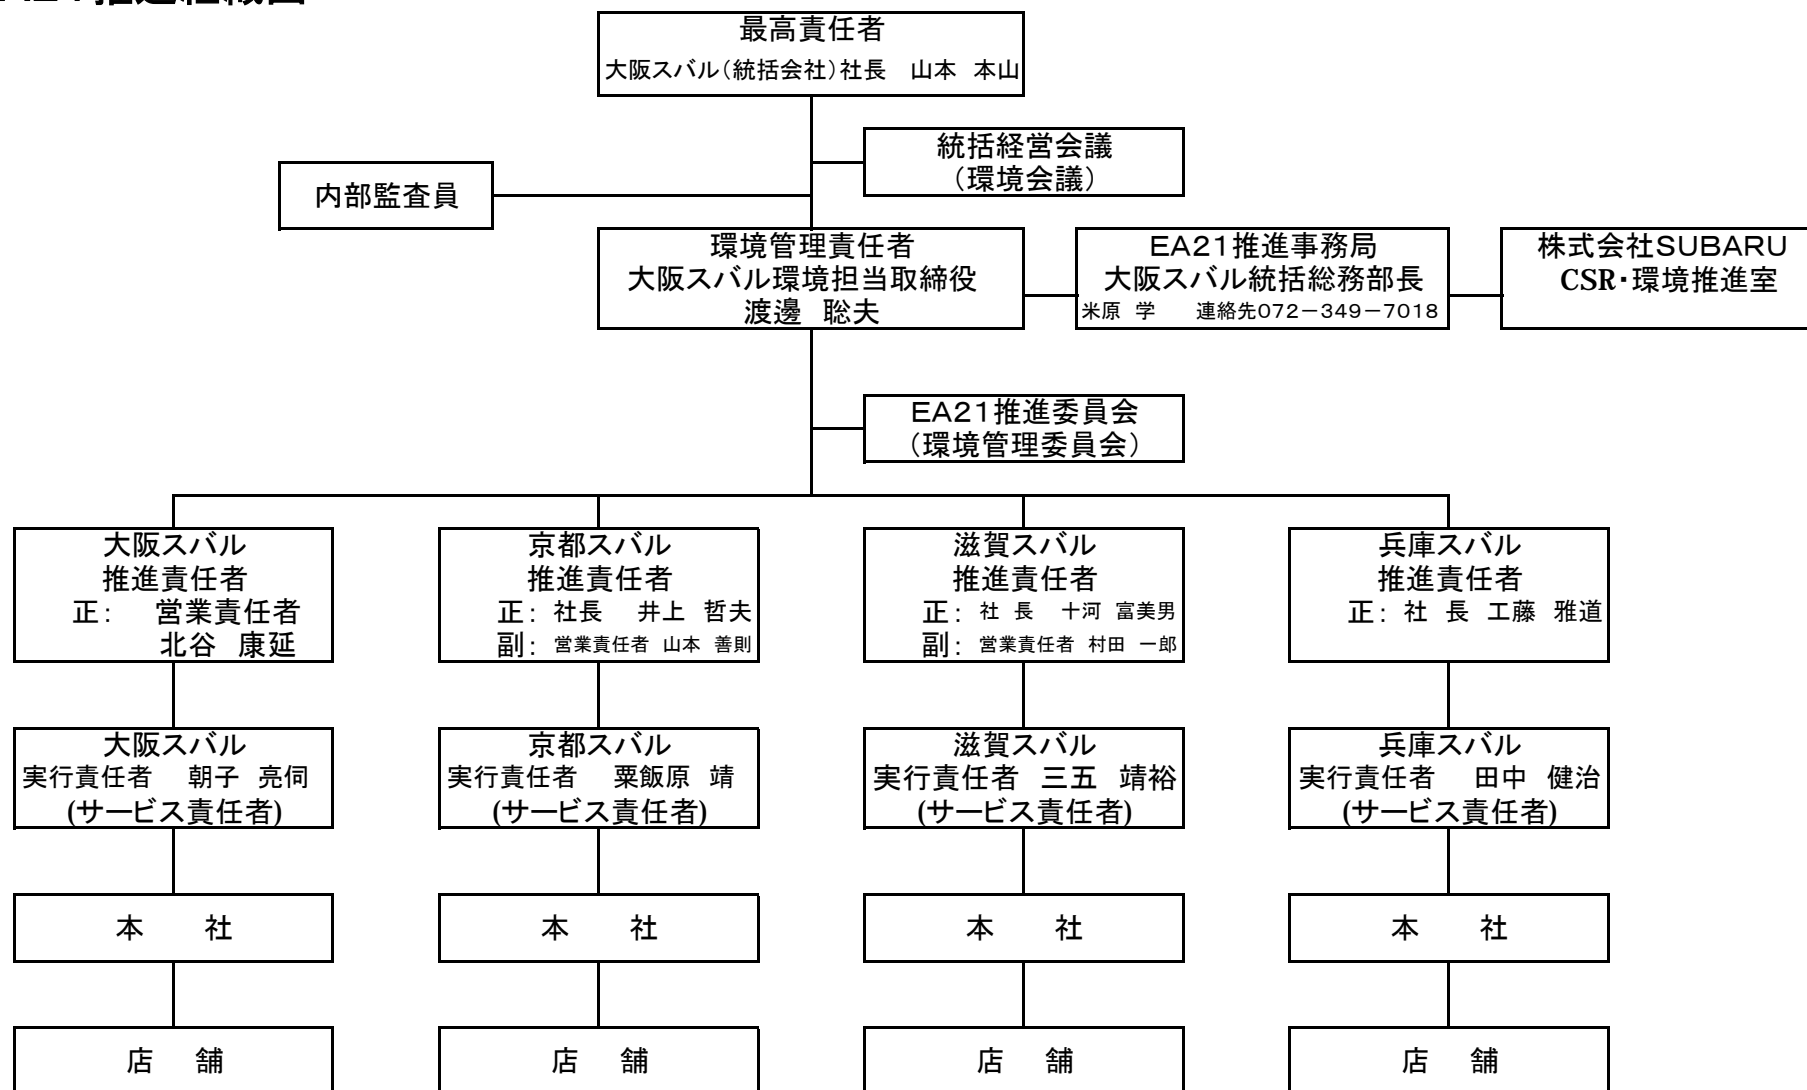 推進組織図
最高責任者
大阪スバル（統括会社）社長　山本 本山
統括経営会議
（環境会議）
内部監査員
環境管理責任者
大阪スバル環境担当取締役
渡邊 聡夫
ＥＡ２１推進事務局
大阪スバル統括総務部長
米原 学　連絡先０７２－３４９－７０１８
株式会社ＳＵＢＡＲＵ
CSR・環境推進室
ＥＡ２１推進委員会
（環境管理委員会）
大阪スバル
推進責任者
正：　営業責任者
北谷 康延
京都スバル
推進責任者
正：社長　井上 哲夫
副：営業責任者 山本 善則
滋賀スバル
推進責任者
正：社 長　十河 富美男
副：営業責任者 村田 一郎
兵庫スバル
推進責任者
正：社 長 工藤 雅道
大阪スバル
実行責任者　朝子 亮伺
(サービス責任者)
京都スバル
実行責任者　粟飯原 靖
(サービス責任者)
滋賀スバル
実行責任者 三五 靖裕
(サービス責任者)
兵庫スバル
実行責任者　田中 健治
(サービス責任者)
本　社
本　社
本　社
本　社
店　舗
店　舗
店　舗
店　舗